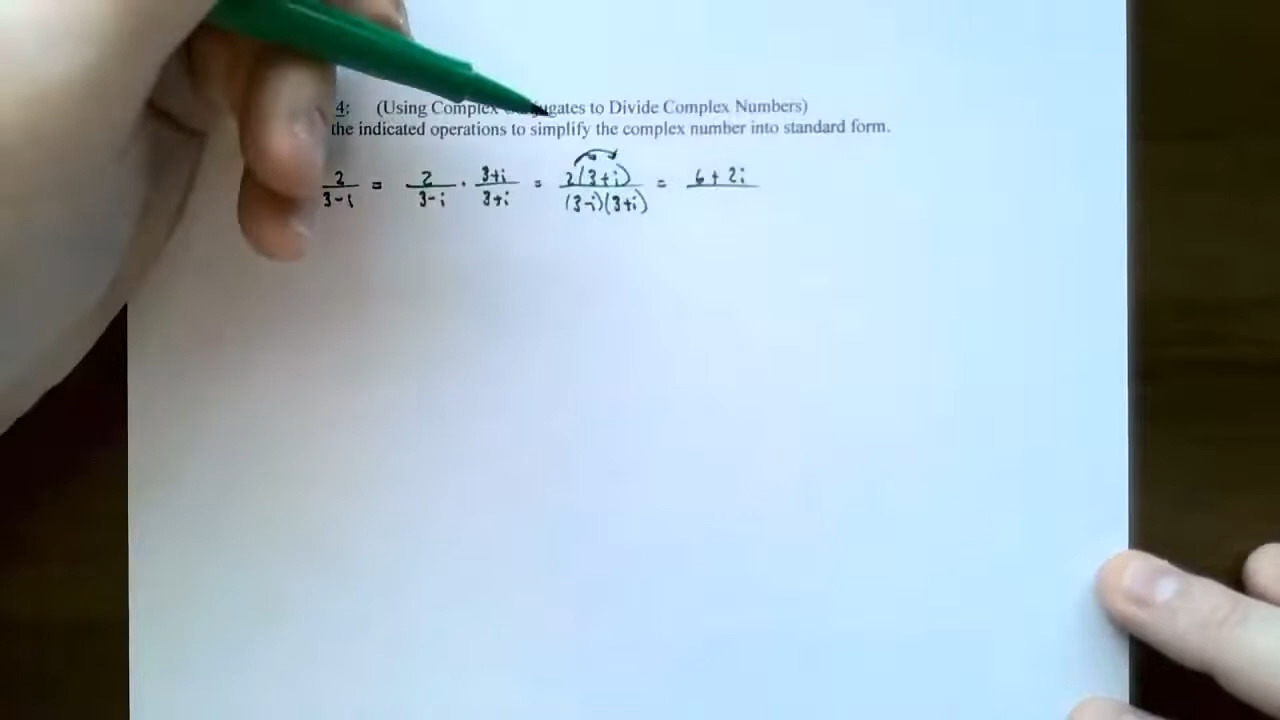 4: (Using Complex to Divide Complex Numbers)
the indicated operations to simplify the complex number into standard form.
2/(3-i) = 2/(3-i) · (3+i)/(3+i) = 2(3+i)/((3-i)(3+i)) = 6+2i